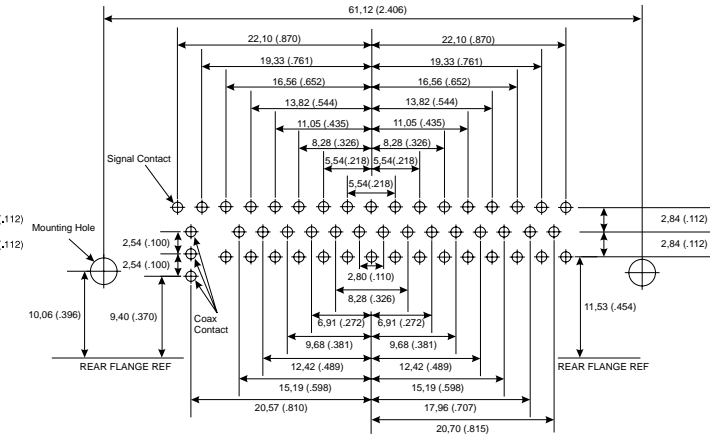 61,12 (2.406)
22,10 (.870) 22,10 (.870)
19,33 (.761) 19,33 (.761)
16,56 (.652) 16,56 (.652)
13,82 (.544) 13,82 (.544)
11,05 (.435) 11,05 (.435)
8,28 (.326) 8,28 (.326)
5,54(.218) 5,54(.218)
5,54(.218)
Signal Contact
.112)
.112)
Mounting Hole
2,54 (.100)
2,54 (.100)
2,84 (.112)
2,84 (.112)
2,80 (.110)
8,28 (.326)
Coax
Contact
10,06 (.396)
9,40 (.370)
11,53 (.454)
6,91 (.272) 6,91 (.272)
9,68 (.381) 9,68 (.381)
REAR FLANGE REF
12,42 (.489) 12,42 (.489)
REAR FLANGE REF
15,19 (.598) 15,19 (.598)
20,57 (.810) 17,96 (.707)
20,70 (.815)